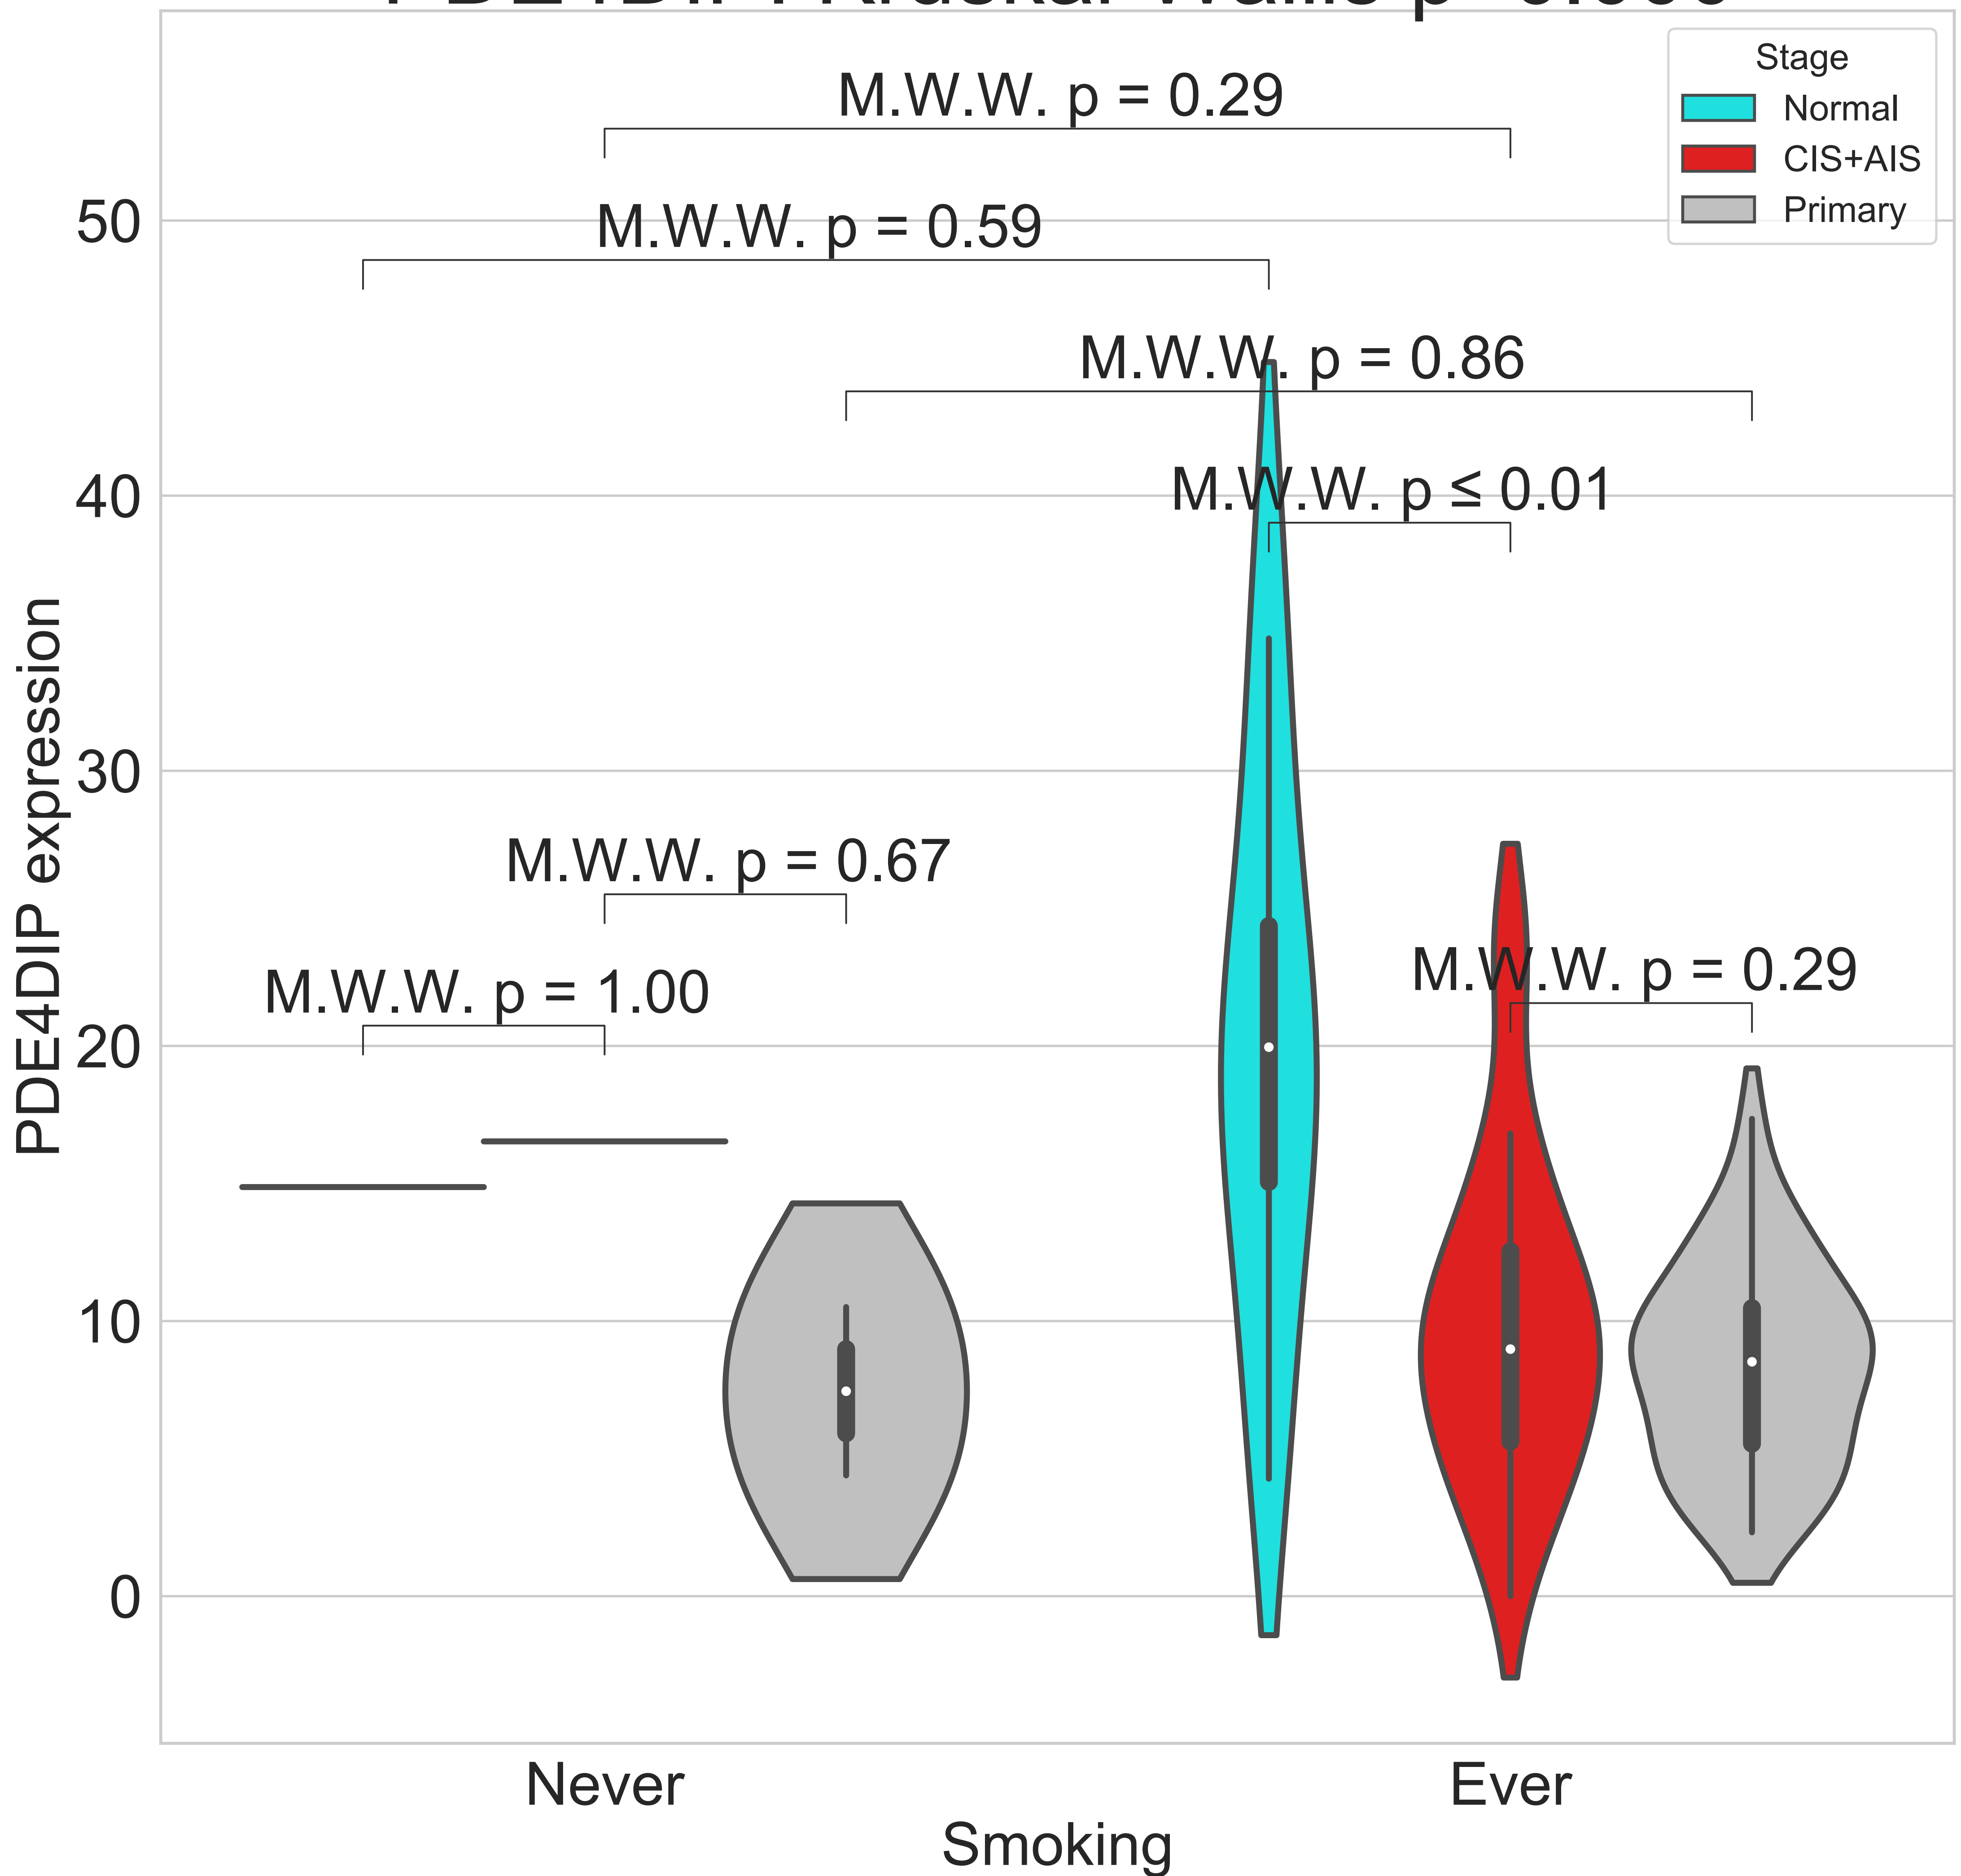 Stage
Normal
CIS+AIS
Primary
M.W.W. p = 0.29
M.W.W. p = 0.59
M.W.W. p = 0.86
M.W.W. p ≤ 0.01
M.W.W. p = 0.67
M.W.W. p = 0.29
M.W.W. p = 1.00
PDE4DIP expression
50
40
30
20
10
0
Never
Ever
Smoking